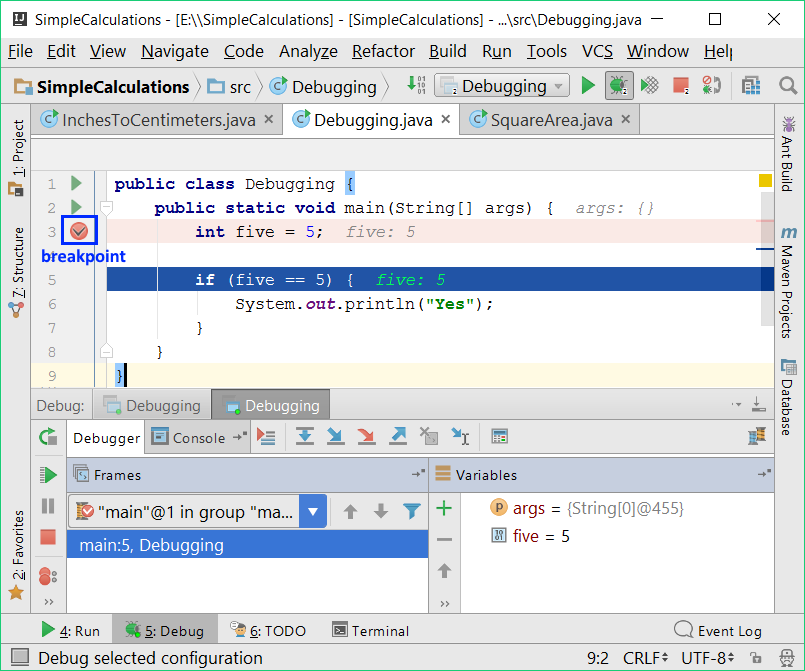 SimpleCalculations - [E:\\SimpleCalculations] - [SimpleCalculations] - ...\src\Debugging.java
File Edit View Navigate Code Analyze Refactor Build Run Tools VCS Window Help
SimpleCalculations src Debugging Debugging
InchesToCentimeters.java Debugging.java SquareArea.java
1: Project
Z: Structure
2: Favorites
Ant Build
Maven Projects
Database
1 public class Debugging {
2 public static void main(String[] args) { args: {}
3 int five = 5; five: 5
breakpoint
5 if (five == 5) { five: 5
6 System.out.println("Yes");
7 }
8 }
9 }
Debug: Debugging Debugging
Debugger Console
Frames Variables
"main"@1 in group "ma...
main:5, Debugging
args = {String[0]@455}
five = 5
4: Run 5: Debug 6: TODO Terminal Event Log
Debug selected configuration 9:2 CRLF UTF-8